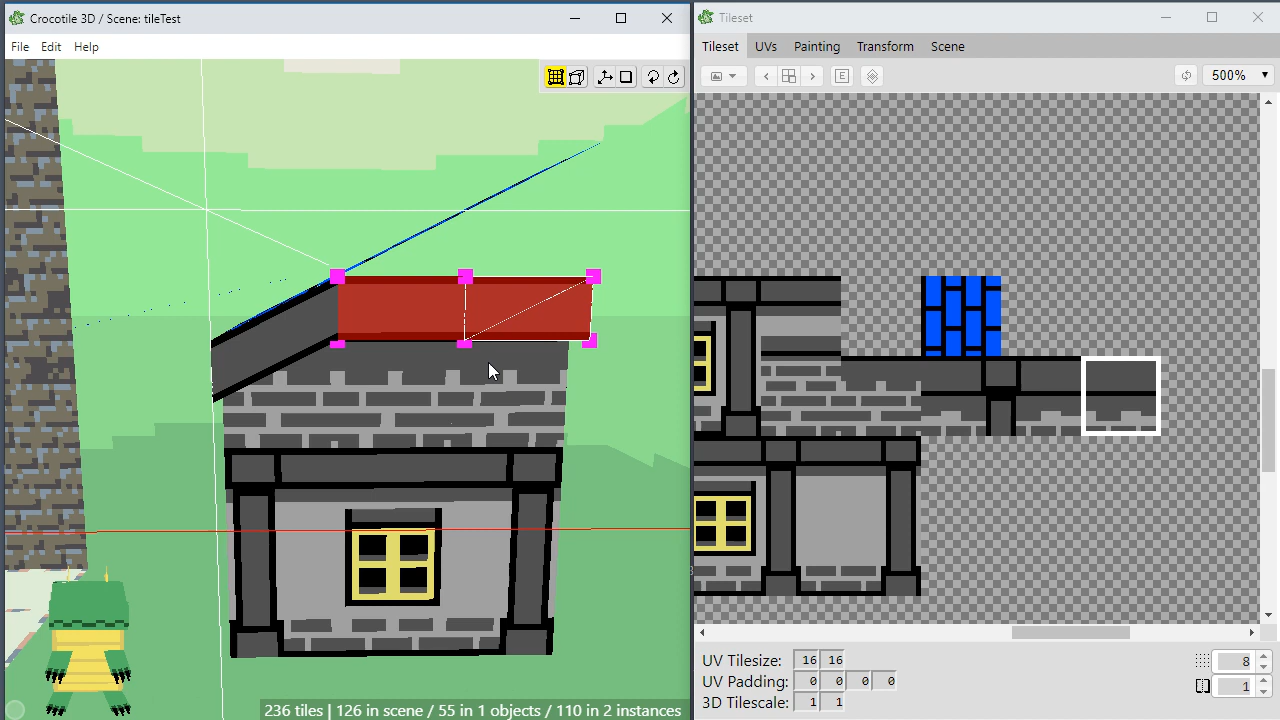 Crocotile 3D / Scene: tileTest
File Edit Help
236 tiles | 126 in scene / 55 in 1 objects / 110 in 2 instances
Tileset
Tileset UVs Painting Transform Scene
E
500%
UV Tilesize: 16 16
8
UV Padding: 0 0 0 0
1
3D Tilescale: 1 1